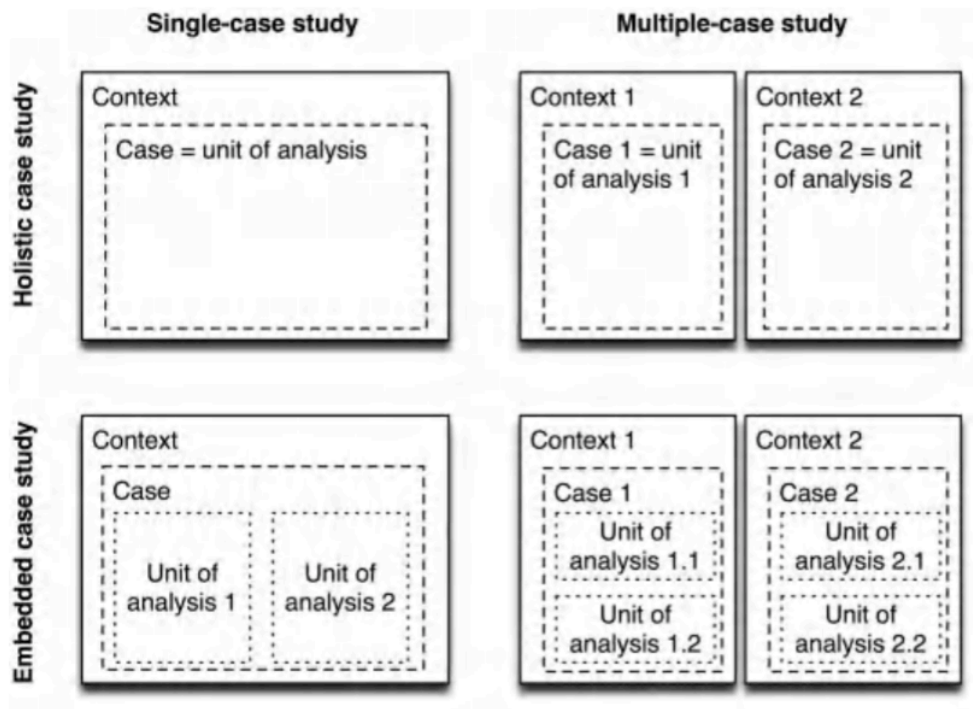 Single-case study
Multiple-case study
Holistic case study
Context
Case = unit of analysis
Context 1
Case 1 = unit
of analysis 1
Context 2
Case 2 = unit
of analysis 2
Embedded case study
Context
Case
Unit of
analysis 1
Unit of
analysis 2
Context 1
Case 1
Unit of
analysis 1.1
Unit of
analysis 1.2
Context 2
Case 2
Unit of
analysis 2.1
Unit of
analysis 2.2